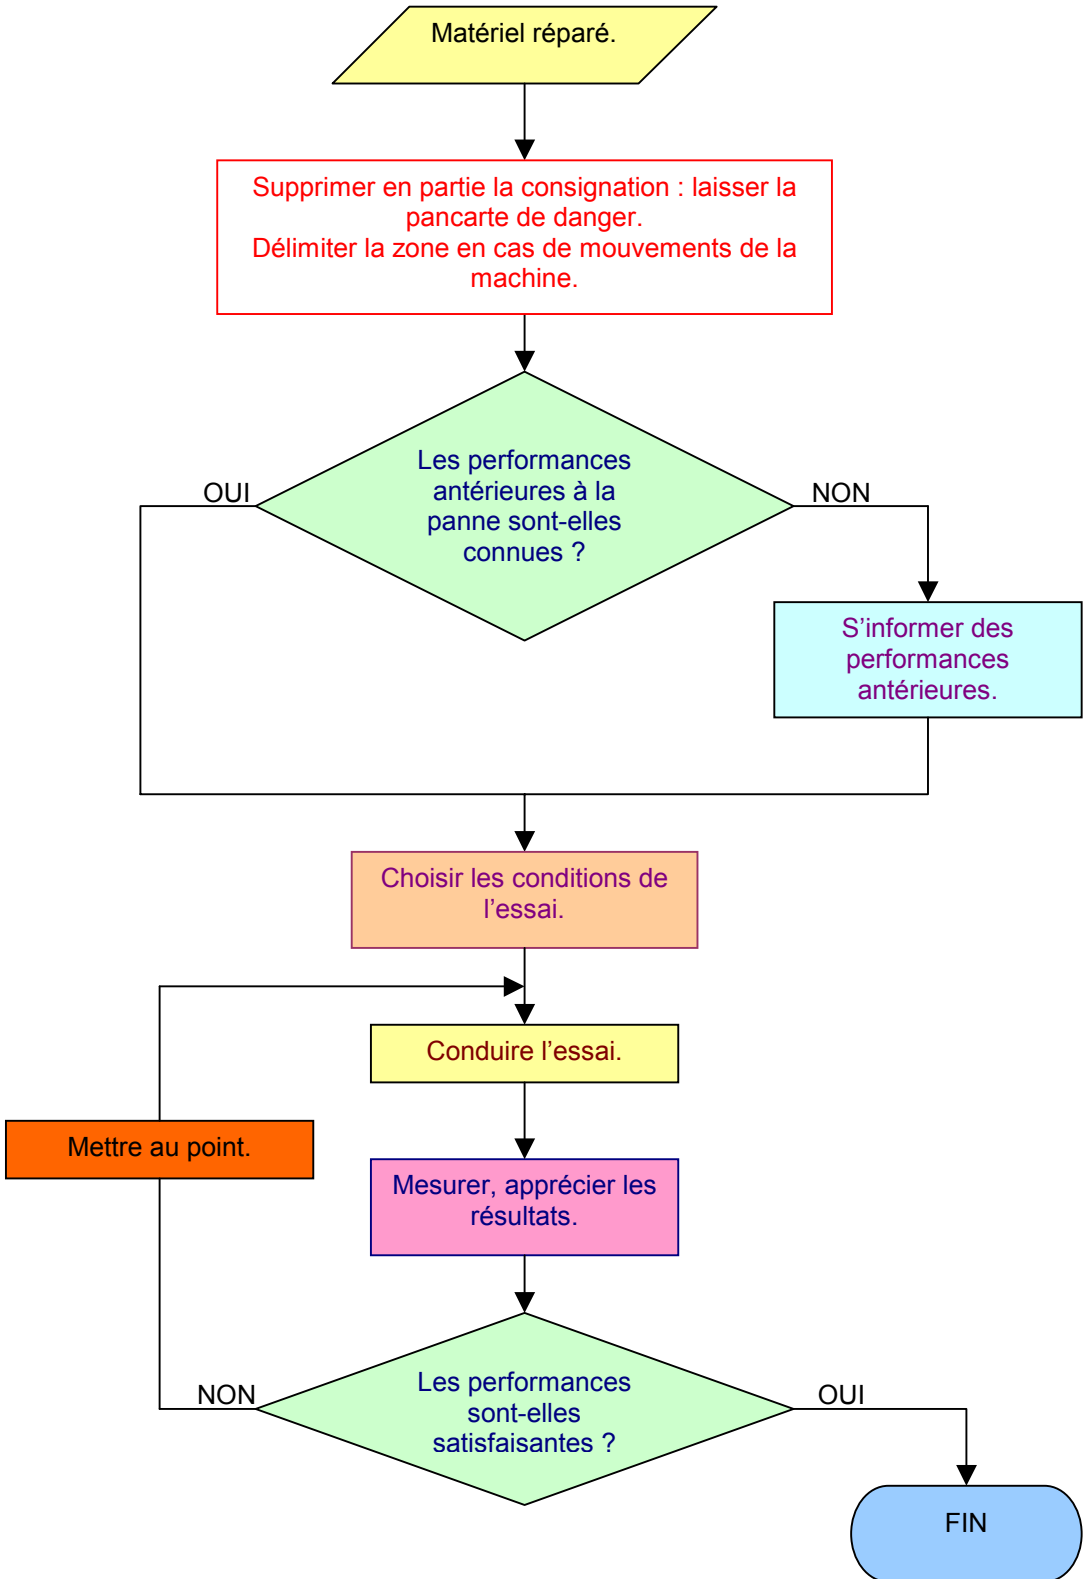 Matériel réparé.
Supprimer en partie la consignation : laisser la
pancarte de danger.
Délimiter la zone en cas de mouvements de la
machine.
Les performances
antérieures à la
panne sont-elles
connues ?
OUI
NON
S’informer des
performances
antérieures.
Choisir les conditions de
l’essai.
Conduire l’essai.
Mettre au point.
Mesurer, apprécier les
résultats.
Les performances
sont-elles
satisfaisantes ?
NON
OUI
FIN